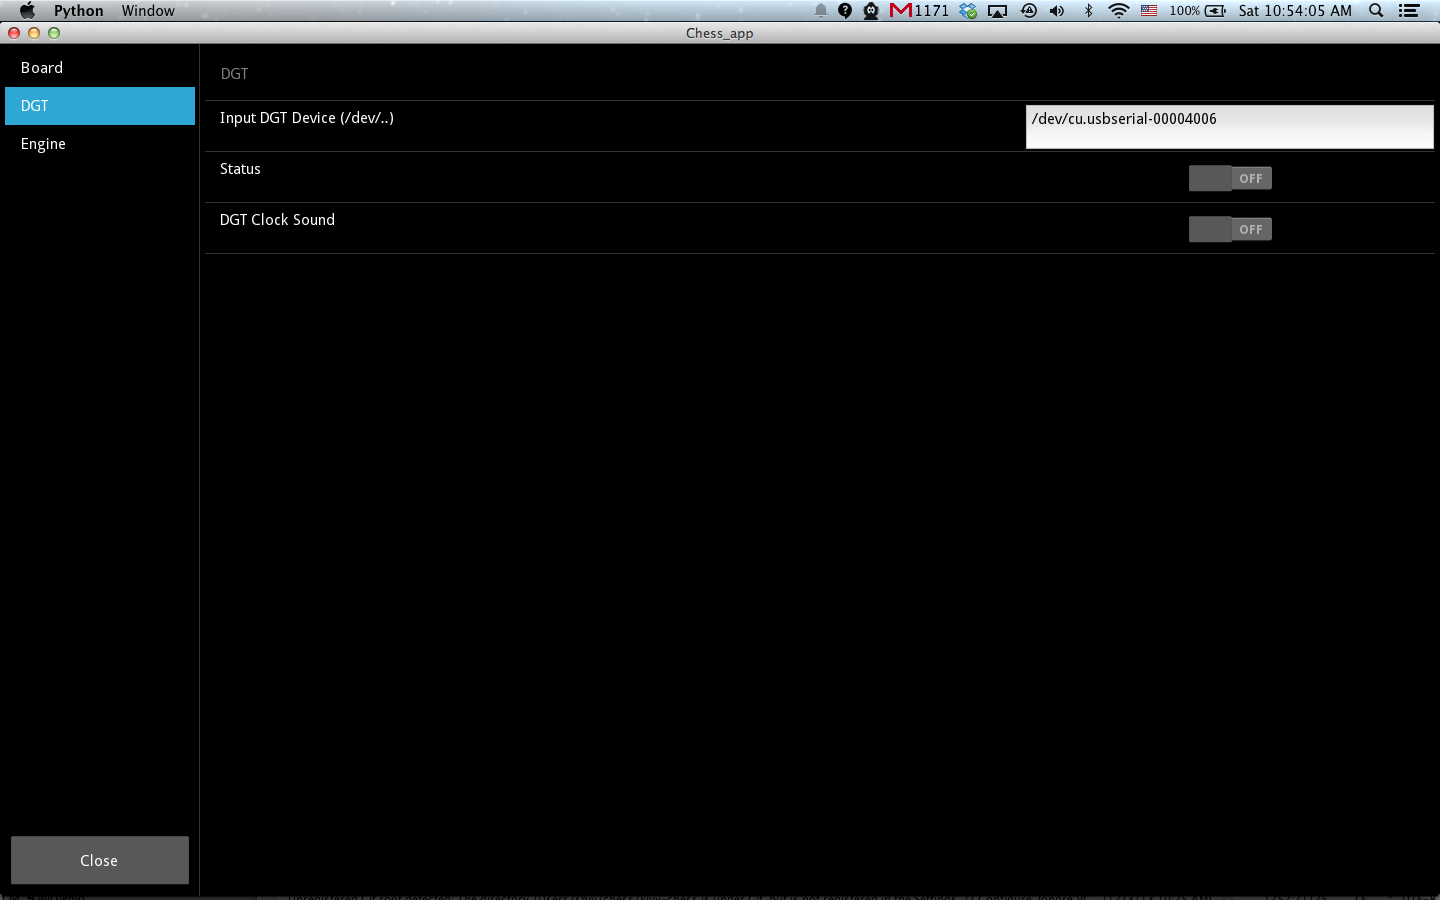 Python Window 1171 100% Sat 10:54:05 AM
Chess_app
Board
DGT
Engine
DGT
Input DGT Device (/dev/..) /dev/cu.usbserial-00004006
Status OFF
DGT Clock Sound OFF
Close